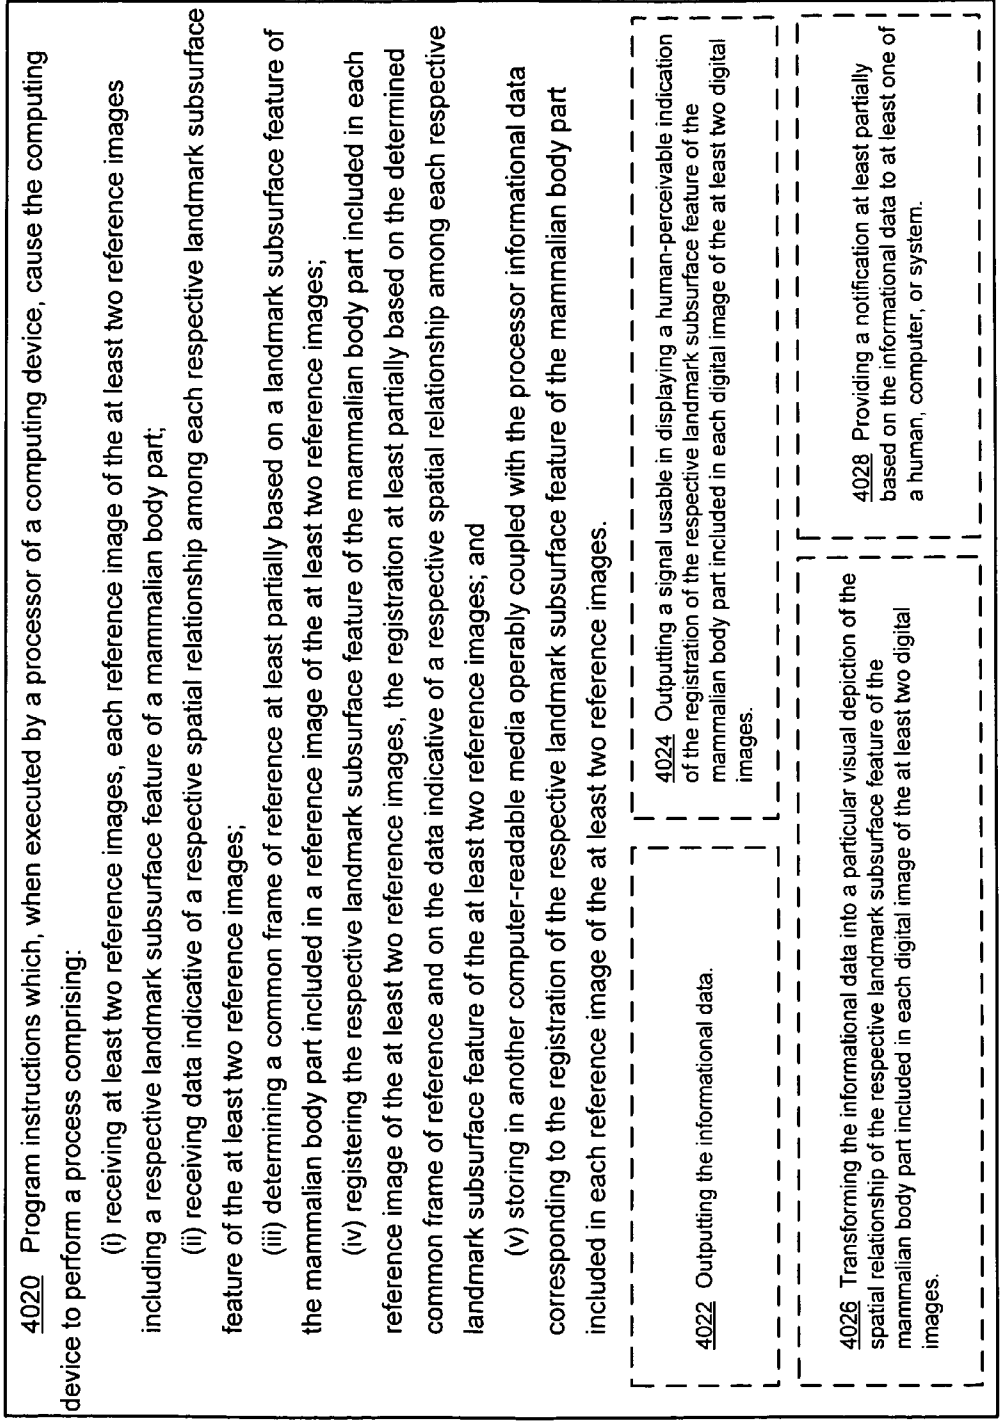 4020 Program instructions which, when executed by a processor of a computing device, cause the computing
device to perform a process comprising:
(i) receiving at least two reference images, each reference image of the at least two reference images
including a respective landmark subsurface feature of a mammalian body part;
(ii) receiving data indicative of a respective spatial relationship among each respective landmark subsurface
feature of the at least two reference images;
(iii) determining a common frame of reference at least partially based on a landmark subsurface feature of
the mammalian body part included in a reference image of the at least two reference images;
(iv) registering the respective landmark subsurface feature of the mammalian body part included in each
reference image of the at least two reference images, the registration at least partially based on the determined
common frame of reference and on the data indicative of a respective spatial relationship among each respective
landmark subsurface feature of the at least two reference images; and
(v) storing in another computer-readable media operably coupled with the processor informational data
corresponding to the registration of the respective landmark subsurface feature of the mammalian body part
included in each reference image of the at least two reference images.
4022 Outputting the informational data.
4024 Outputting a signal usable in displaying a human-perceivable indication
of the registration of the respective landmark subsurface feature of the
mammalian body part included in each digital image of the at least two digital
images.
4026 Transforming the informational data into a particular visual depiction of the
spatial relationship of the respective landmark subsurface feature of the
mammalian body part included in each digital image of the at least two digital
images.
4028 Providing a notification at least partially
based on the informational data to at least one of
a human, computer, or system.